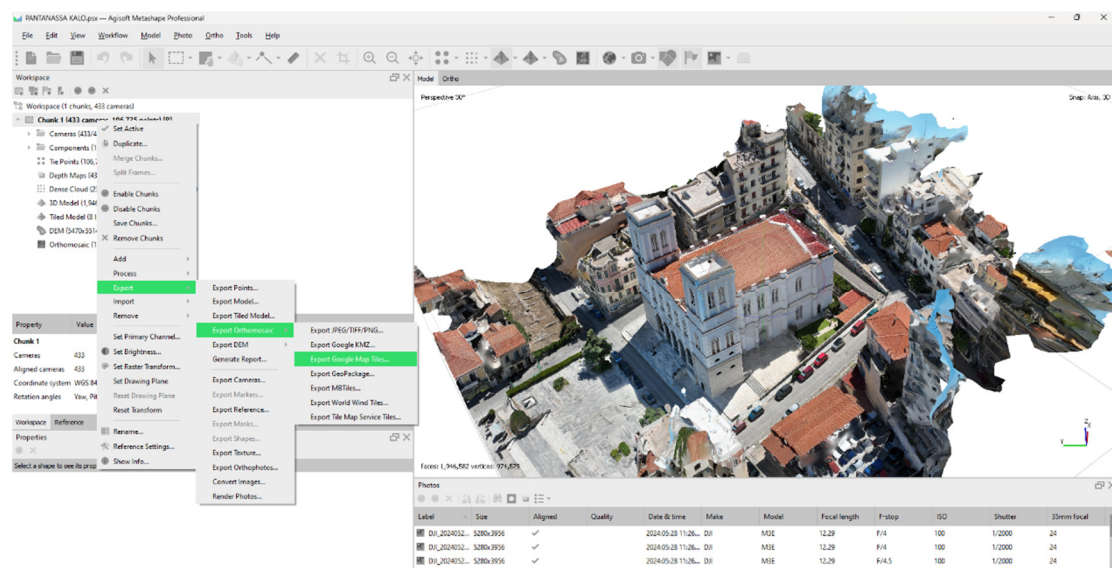 PANTANASSA KALO.psx — Agisoft Metashape Professional
File Edit View Workflow Model Photo Ortho Tools Help
Workspace
Model Ortho
Perspective 30°
Snap: Axis, 3D
Workspace (1 chunks, 433 cameras)
Chunk 1 (433 cameras, 106,725 points) [R]
Cameras (433/4
Components (1
Tie Points (106,7
Depth Maps (43
Dense Cloud (2
3D Model (1,946
Tiled Model (8 l
DEM (5470x551
Orthomosaic (1
Set Active
Duplicate...
Merge Chunks...
Split Frames...
Enable Chunks
Disable Chunks
Save Chunks...
Remove Chunks
Add
Process
Export
Import
Remove
Set Primary Channel...
Set Brightness...
Set Raster Transform...
Set Drawing Plane
Reset Drawing Plane
Reset Transform
Rename...
Reference Settings...
Show Info...
Export Points...
Export Model...
Export Tiled Model...
Export Orthomosaic
Export DEM
Generate Report...
Export Cameras...
Export Markers...
Export Reference...
Export Masks...
Export Shapes...
Export Texture...
Export Orthophotos...
Convert Images...
Render Photos...
Export JPEG/TIFF/PNG...
Export Google KMZ...
Export Google Map Tiles...
Export GeoPackage...
Export MBTiles...
Export World Wind Tiles...
Export Tile Map Service Tiles...
Property Value
Chunk 1
Cameras 433
Aligned cameras 433
Coordinate system WGS 84
Rotation angles Yaw, Pit
Workspace Reference
Properties
Select a shape to see its prop
faces: 1,946,582 vertices: 974,579
Z
X
Y
Photos
Label Size Aligned Quality Date & time Make Model Focal length F-stop ISO Shutter 35mm focal
DJI_2024052... 5280x3956 2024:05:28 11:26... DJI M3E 12.29 F/4 100 1/2000 24
DJI_2024052... 5280x3956 2024:05:28 11:26... DJI M3E 12.29 F/4 100 1/2000 24
DJI_2024052... 5280x3956 2024:05:28 11:26... DJI M3E 12.29 F/4.5 100 1/2000 24